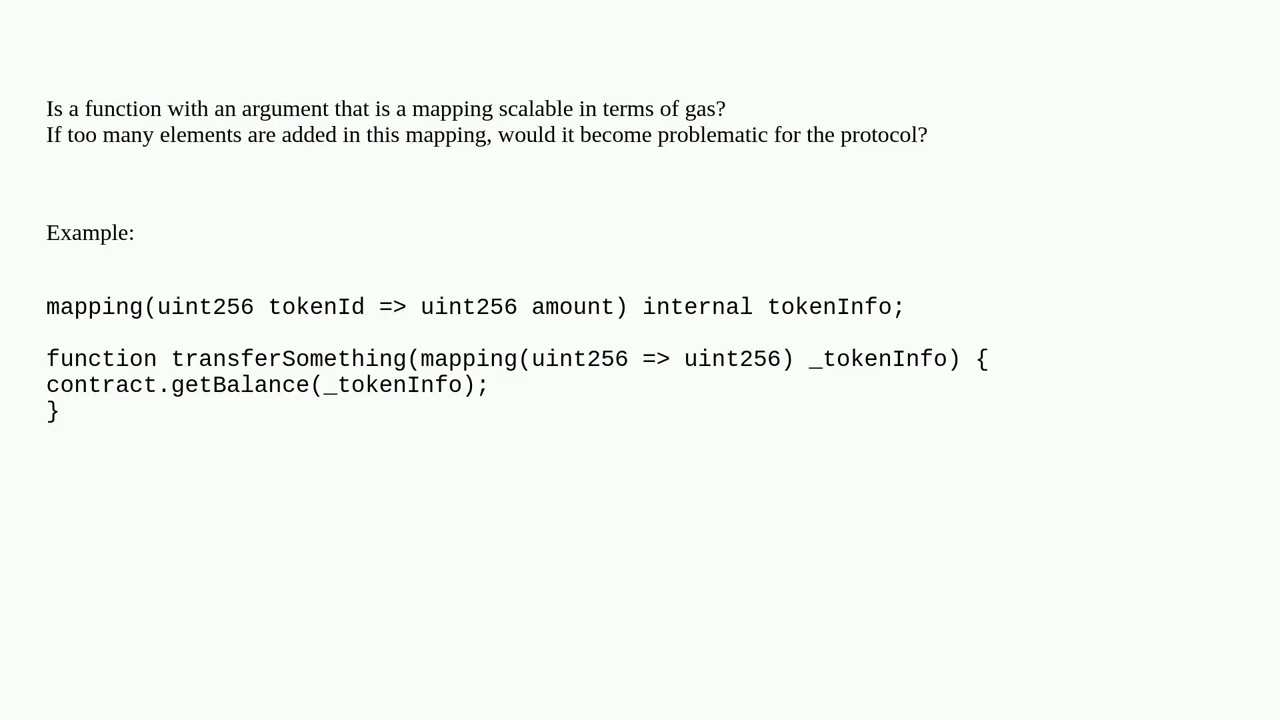 Is a function with an argument that is a mapping scalable in terms of gas?
If too many elements are added in this mapping, would it become problematic for the protocol?
Example:
mapping(uint256 tokenId => uint256 amount) internal tokenInfo;
function transferSomething(mapping(uint256 => uint256) _tokenInfo) {
contract.getBalance(_tokenInfo);
}